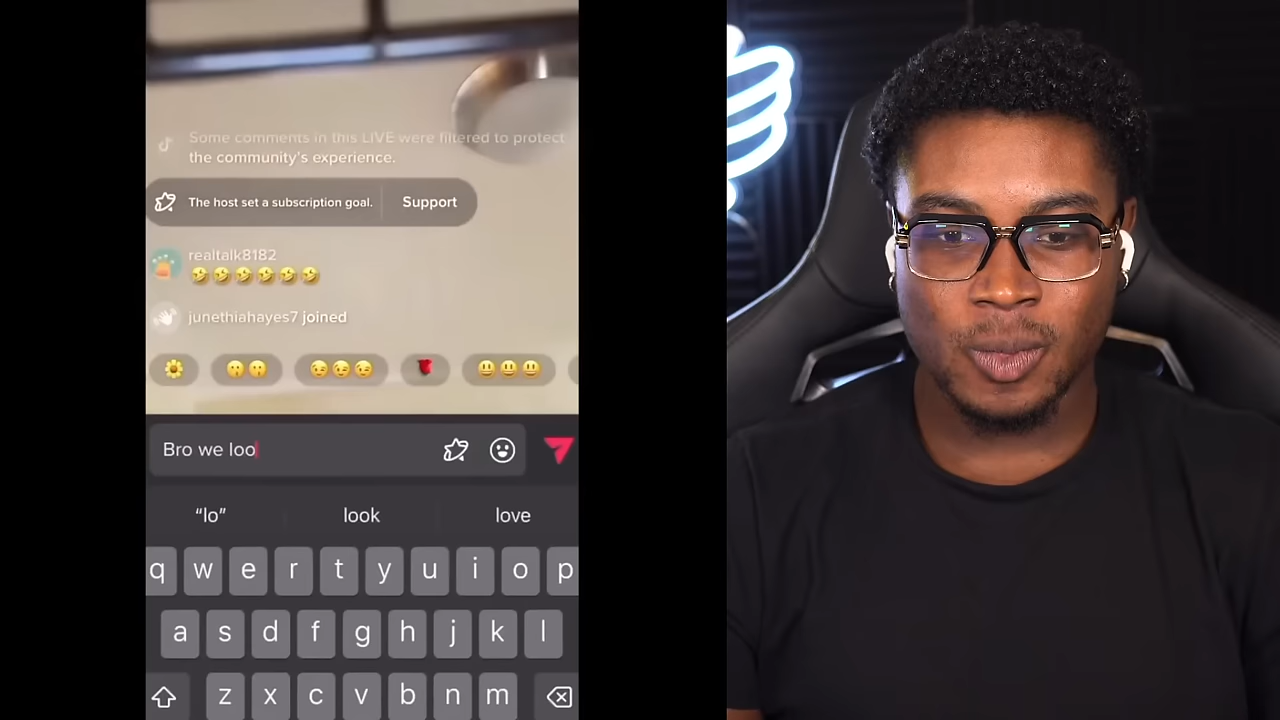 Some comments in this LIVE were filtered to protect
the community's experience.
The host set a subscription goal. Support
realtalk8182
🤣🤣🤣🤣🤣🤣
junethiahayes7 joined
Bro we loo
“lo” look love
q w e r t y u i o p
a s d f g h j k l
z x c v b n m